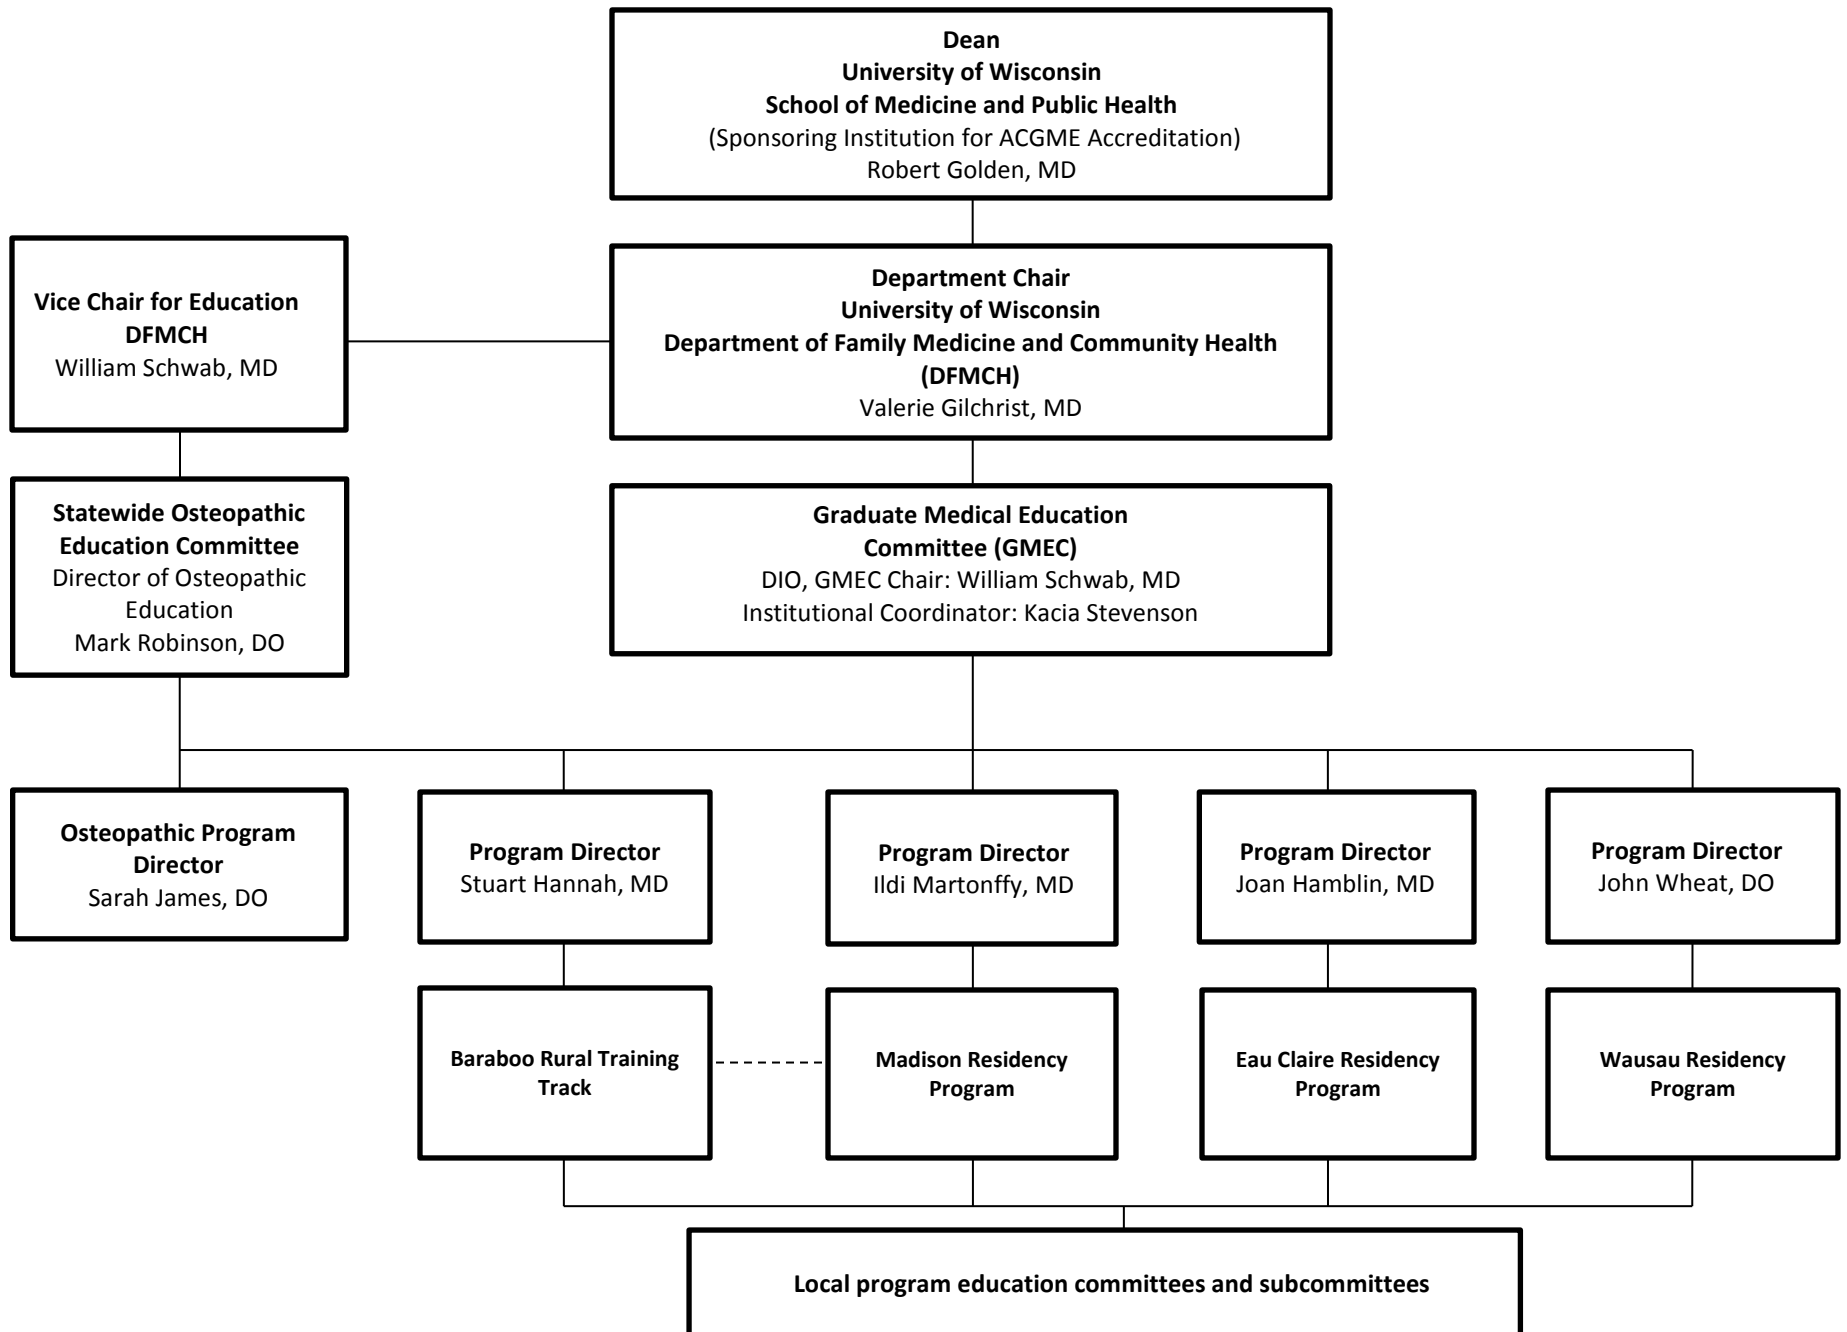 Dean
University of Wisconsin
School of Medicine and Public Health
(Sponsoring Institution for ACGME Accreditation)
Robert Golden, MD
Vice Chair for Education
DFMCH
William Schwab, MD
Department Chair
University of Wisconsin
Department of Family Medicine and Community Health
(DFMCH)
Valerie Gilchrist, MD
Statewide Osteopathic
Education Committee
Director of Osteopathic
Education
Mark Robinson, DO
Graduate Medical Education
Committee (GMEC)
DIO, GMEC Chair: William Schwab, MD
Institutional Coordinator: Kacia Stevenson
Osteopathic Program
Director
Sarah James, DO
Program Director
Stuart Hannah, MD
Program Director
Ildi Martonffy, MD
Program Director
Joan Hamblin, MD
Program Director
John Wheat, DO
Baraboo Rural Training
Track
Madison Residency
Program
Eau Claire Residency
Program
Wausau Residency
Program
Local program education committees and subcommittees